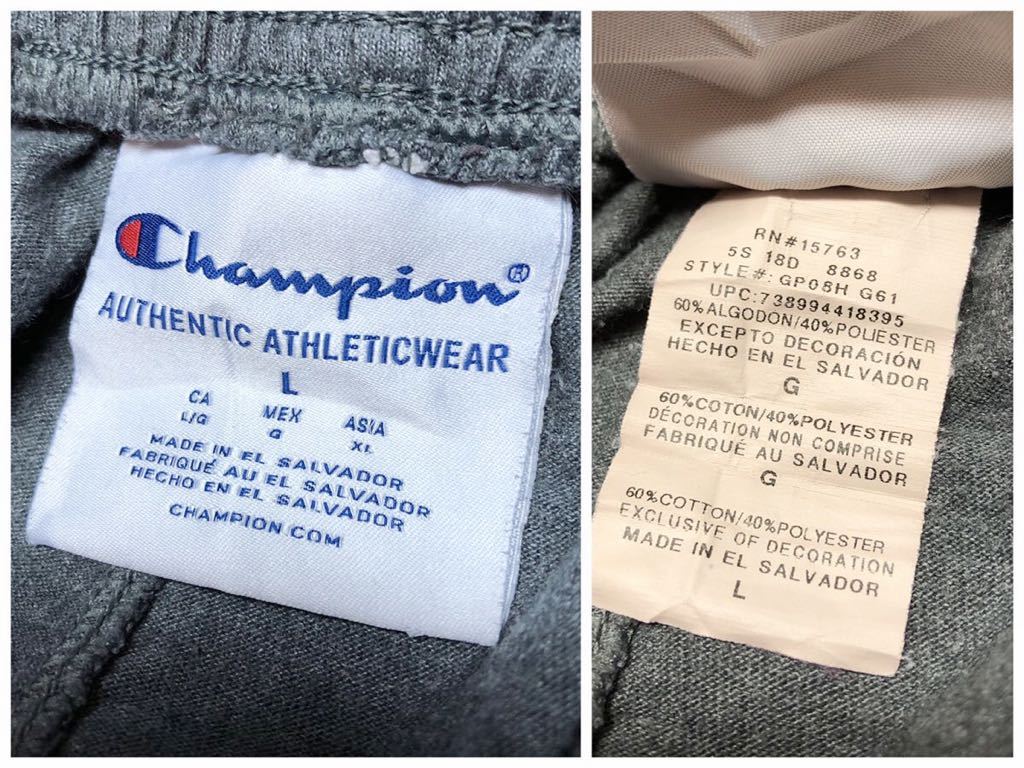 Champion®
AUTHENTIC ATHLETICWEAR
L
CA MEX ASIA
L/G G XL
MADE IN EL SALVADOR
FABRIQUÉ AU EL SALVADOR
HECHO EN EL SALVADOR
CHAMPION.COM
RN#15763
5S 18D 8868
STYLE#: GP08H G61
UPC:738994418395
60%ALGODON/40%POLIESTER
EXCEPTO DECORACIÓN
HECHO EN EL SALVADOR
G
60%COTON/40%POLYESTER
DÉCORATION NON COMPRISE
FABRIQUÉ AU SALVADOR
G
60%COTTON/40%POLYESTER
EXCLUSIVE OF DECORATION
MADE IN EL SALVADOR
L